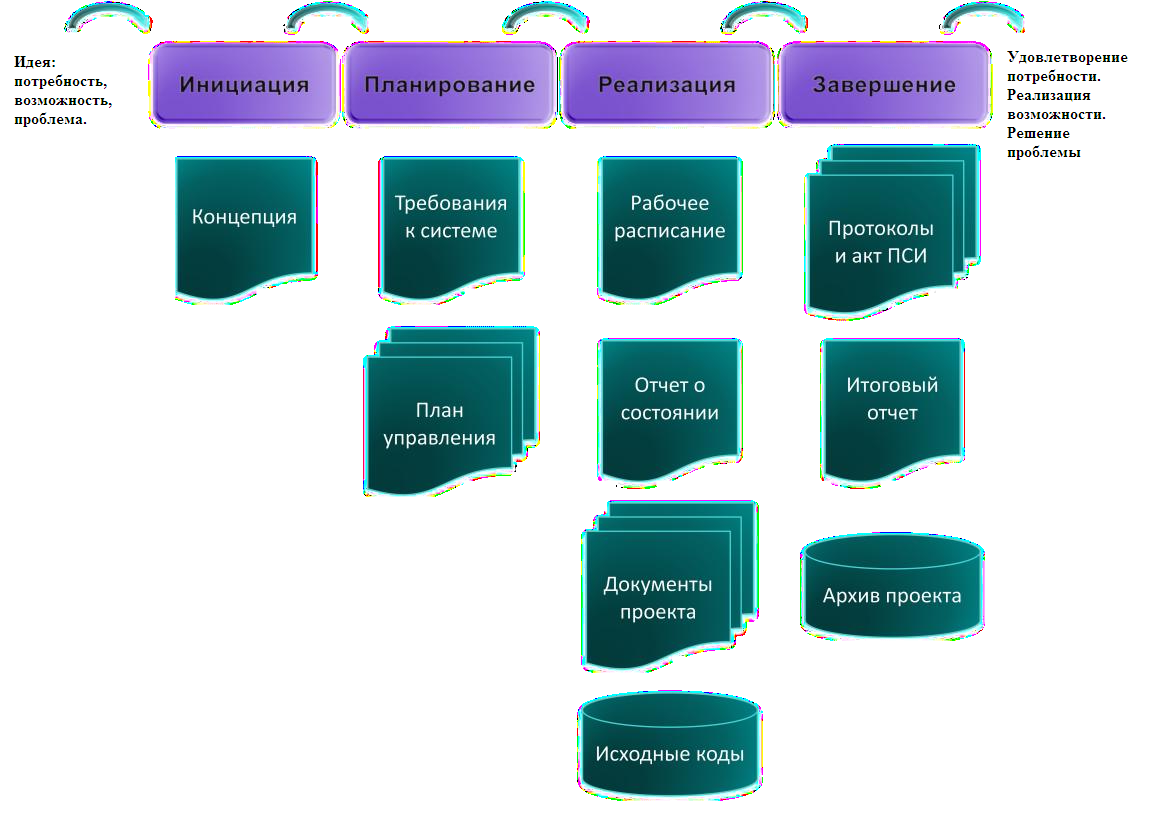 Идея:
потребность,
возможность,
проблема.
Инициация
Планирование
Реализация
Завершение
Удовлетворение
потребности.
Реализация
возможности.
Решение
проблемы
Концепция
Требования
к системе
План
управления
Рабочее
расписание
Отчет о
состоянии
Документы
проекта
Исходные коды
Протоколы
и акт ПСИ
Итоговый
отчет
Архив проекта